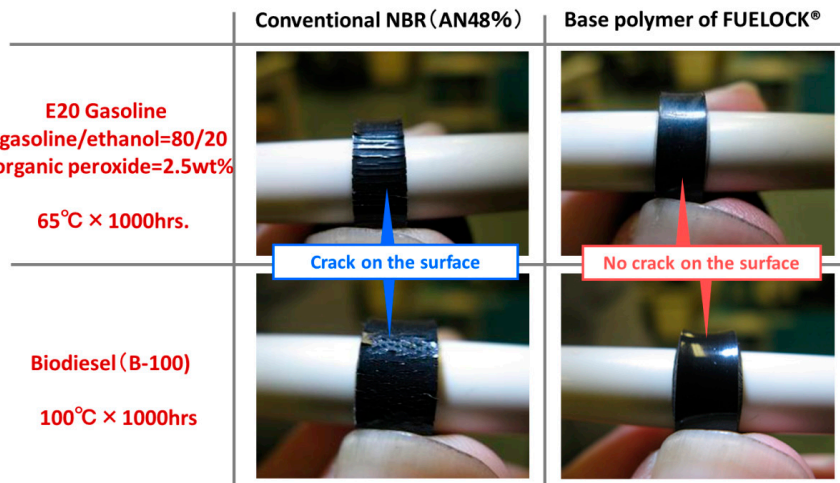 Conventional NBR（AN48%）
Base polymer of FUELOCK®
E20 Gasoline
gasoline/ethanol=80/20
organic peroxide=2.5wt%
65℃ × 1000hrs.
Crack on the surface
No crack on the surface
Biodiesel（B-100)
100℃ × 1000hrs